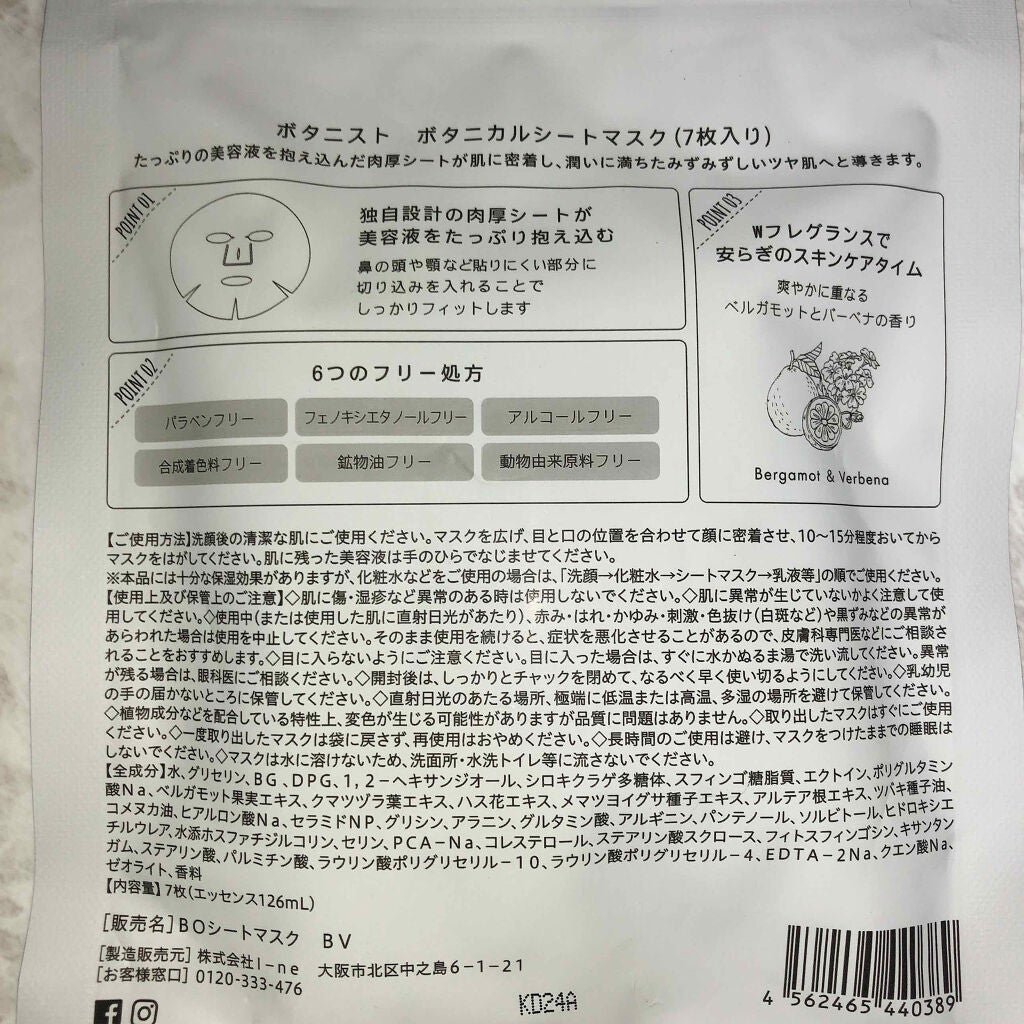 ボタニスト ボタニカルシートマスク(7枚入り)
たっぷりの美容液を抱え込んだ肉厚シートが肌に密着し、潤いに満ちたみずみずしいツヤ肌へと導きます。
POINT 01
独自設計の肉厚シートが
美容液をたっぷり抱え込む
鼻の頭や顎など貼りにくい部分に
切り込みを入れることで
しっかりフィットします
POINT 02
6つのフリー処方
パラベンフリー フェノキシエタノールフリー アルコールフリー
合成着色料フリー 鉱物油フリー 動物由来原料フリー
POINT 03
Wフレグランスで
安らぎのスキンケアタイム
爽やかに重なる
ベルガモットとバーベナの香り
Bergamot & Verbena
【ご使用方法】洗顔後の清潔な肌にご使用ください。マスクを広げ、目と口の位置を合わせて顔に密着させ、10〜15分程度おいてから
マスクをはがしてください。肌に残った美容液は手のひらでなじませてください。
※本品には十分な保湿効果がありますが、化粧水などをご使用の場合は、「洗顔→化粧水→シートマスク→乳液等」の順でご使用ください。
【使用上及び保管上のご注意】◇肌に傷・湿疹など異常のある時は使用しないでください。◇肌に異常が生じていないかよく注意して使
用してください。◇使用中(または使用した肌に直射日光があたり)、赤み・はれ・かゆみ・刺激・色抜け(白斑など)や黒ずみなどの異常が
あらわれた場合は使用を中止してください。そのまま使用を続けると、症状を悪化させることがあるので、皮膚科専門医などにご相談さ
れることをおすすめします。◇目に入らないようにご注意ください。目に入った場合は、すぐに水かぬるま湯で洗い流してください。異常
が残る場合は、眼科医にご相談ください。◇開封後は、しっかりとチャックを閉めて、なるべく早く使い切るようにしてください。◇乳幼児
の手の届かないところに保管してください。◇直射日光のあたる場所、極端に低温または高温、多湿の場所を避けて保管してください。
◇植物成分などを配合している特性上、変色が生じる可能性がありますが品質に問題はありません。◇取り出したマスクはすぐにご使用
ください。◇一度取り出したマスクは袋に戻さず、再使用はおやめください。◇長時間のご使用は避け、マスクをつけたままでの睡眠は
しないでください。◇マスクは水に溶けないため、洗面所・水洗トイレ等に流さないでください。
【全成分】水、グリセリン、BG、DPG、1,2-ヘキサンジオール、シロキクラゲ多糖体、スフィンゴ糖脂質、エクトイン、ポリグルタミン
酸Na、ベルガモット果実エキス、クマツヅラ葉エキス、ハス花エキス、メマツヨイグサ種子エキス、アルテア根エキス、ツバキ種子油、
コメヌカ油、ヒアルロン酸Na、セラミドNP、グリシン、アラニン、グルタミン酸、アルギニン、パンテノール、ソルビトール、ヒドロキシエ
チルウレア、水添ホスファチジルコリン、セリン、PCA-Na、コレステロール、ステアリン酸スクロース、フィトスフィンゴシン、キサンタン
ガム、ステアリン酸、パルミチン酸、ラウリン酸ポリグリセリル-10、ラウリン酸ポリグリセリル-4、EDTA-2Na、クエン酸Na、
ゼオライト、香料
【内容量】7枚(エッセンス126mL)
[販売名]BOシートマスク BV
[製造販売元] 株式会社I-ne 大阪市北区中之島6-1-21
[お客様窓口] 0120-333-476
KD24A
4 562465 440389